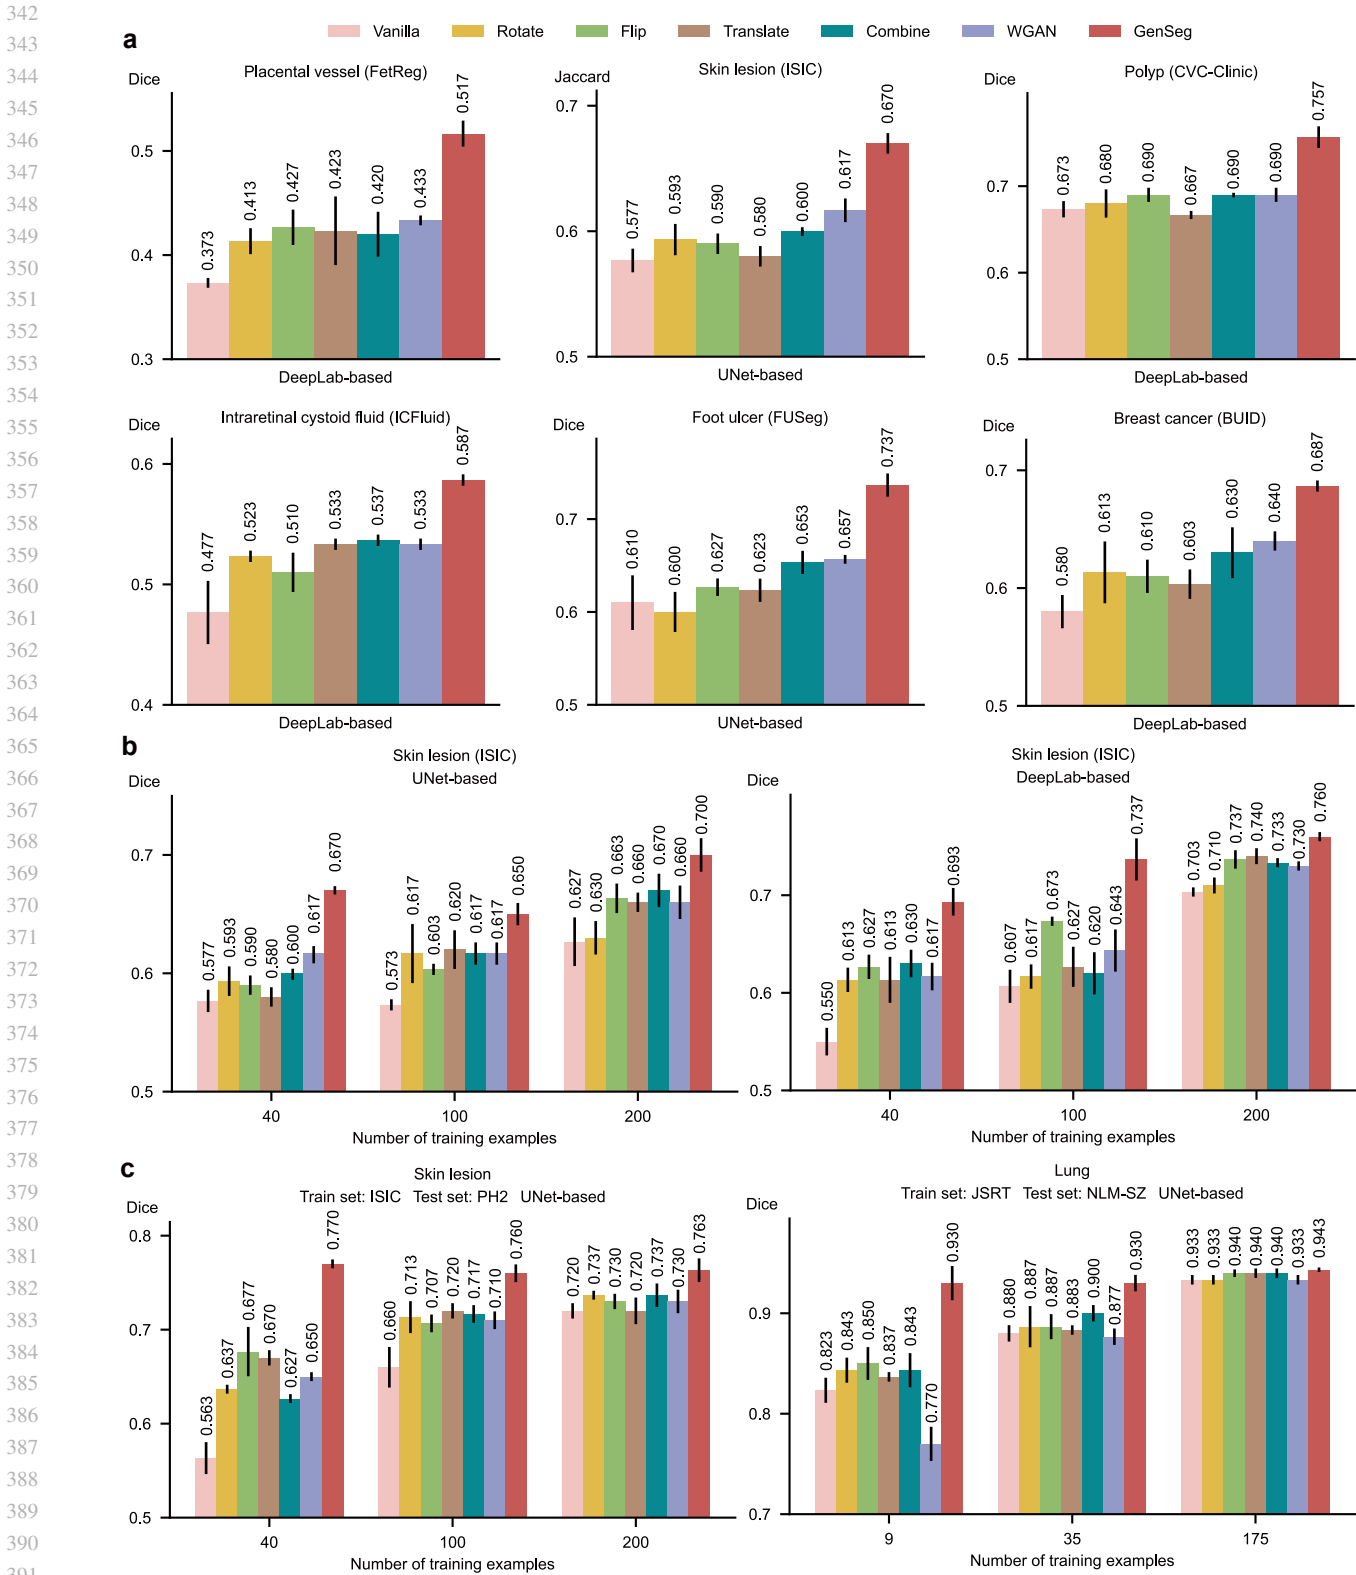 342
343
344
345
346
347
348
349
350
351
352
353
354
355
356
357
358
359
360
361
362
363
364
365
366
367
368
369
370
371
372
373
374
375
376
377
378
379
380
381
382
383
384
385
386
387
388
389
390
391
a
Vanilla Rotate Flip Translate Combine WGAN GenSeg
Placental vessel (FetReg)
Dice
0.5
0.4
0.3
0.373 0.413 0.427 0.423 0.420 0.433 0.517
DeepLab-based
Skin lesion (ISIC)
Jaccard
0.7
0.6
0.5
0.577 0.593 0.590 0.580 0.600 0.617 0.670
UNet-based
Polyp (CVC-Clinic)
Dice
0.7
0.6
0.5
0.673 0.680 0.690 0.667 0.690 0.690 0.757
DeepLab-based
Intraretinal cystoid fluid (ICFluid)
Dice
0.6
0.5
0.4
0.477 0.523 0.510 0.533 0.537 0.533 0.587
DeepLab-based
Foot ulcer (FUSeg)
Dice
0.7
0.6
0.5
0.610 0.600 0.627 0.623 0.653 0.657 0.737
UNet-based
Breast cancer (BUID)
Dice
0.7
0.6
0.5
0.580 0.613 0.610 0.603 0.630 0.640 0.687
DeepLab-based
b
Skin lesion (ISIC)
UNet-based
Dice
0.7
0.6
0.5
0.577 0.593 0.590 0.580 0.600 0.617 0.670
0.573 0.617 0.603 0.620 0.617 0.617 0.650
0.627 0.630 0.663 0.660 0.670 0.660 0.700
40 100 200
Number of training examples
Skin lesion (ISIC)
DeepLab-based
Dice
0.7
0.6
0.5
0.550 0.613 0.627 0.613 0.630 0.617 0.693
0.607 0.617 0.673 0.627 0.620 0.643 0.737
0.703 0.710 0.737 0.740 0.733 0.730 0.760
40 100 200
Number of training examples
c
Skin lesion
Train set: ISIC Test set: PH2 UNet-based
Dice
0.8
0.7
0.6
0.5
0.563 0.637 0.677 0.670 0.627 0.650 0.770
0.660 0.713 0.707 0.720 0.717 0.710 0.760
0.720 0.737 0.730 0.720 0.737 0.730 0.763
40 100 200
Number of training examples
Lung
Train set: JSRT Test set: NLM-SZ UNet-based
Dice
0.9
0.8
0.7
0.823 0.843 0.850 0.837 0.843 0.770 0.930
0.880 0.887 0.887 0.883 0.900 0.877 0.930
0.933 0.933 0.940 0.940 0.940 0.933 0.943
9 35 175
Number of training examples